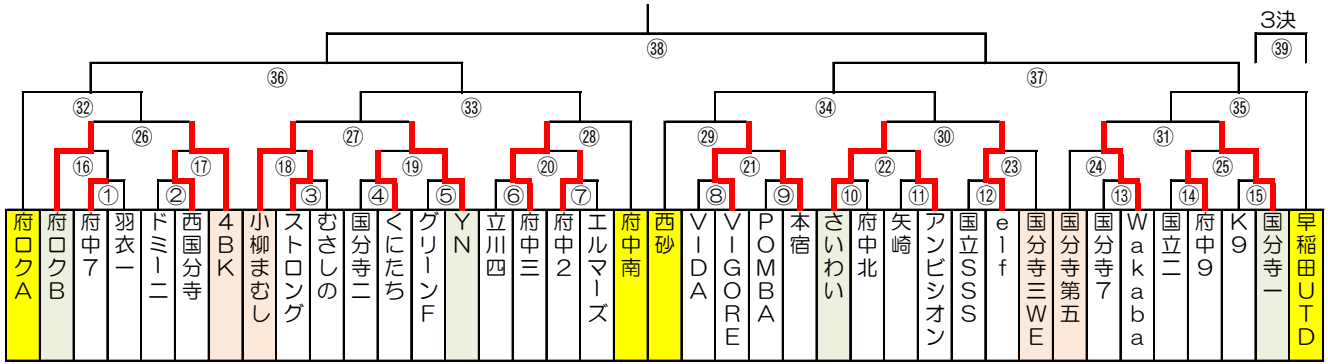 3決
㊳
㊴
㊱
㊲
㉜
㉝
㉞
㉟
㉖
㉗
㉘
㉙
㉚
㉛
⑯
⑰
⑱
⑲
⑳
㉑
㉒
㉓
㉔
㉕
①
②
③
④
⑤
⑥
⑦
⑧
⑨
⑩
⑪
⑫
⑬
⑭
⑮
府ロクA
府ロクB
府中7
羽衣一
ドミー二
西国分寺
4BK
小柳まむし
ストロング
むさしの
国分寺二
くにたち
グリーンF
YN
立川四
府中三
府中2
エルマーズ
府中南
西砂
VIDA
VIGORE
POMBA
本宿
さいわい
府中北
矢崎
アンビシオン
国立SSS
elf
国分寺三WE
国分寺第五
国分寺7
Wakaba
国立二
府中9
K9
国分寺一
早稲田UTD